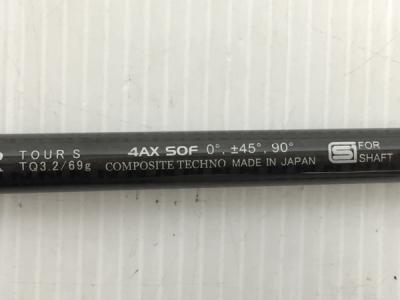 TOUR S
TQ3.2/69g
4AX SOF 0°, ±45°, 90°
COMPOSITE TECHNO MADE IN JAPAN
FOR
SHAFT